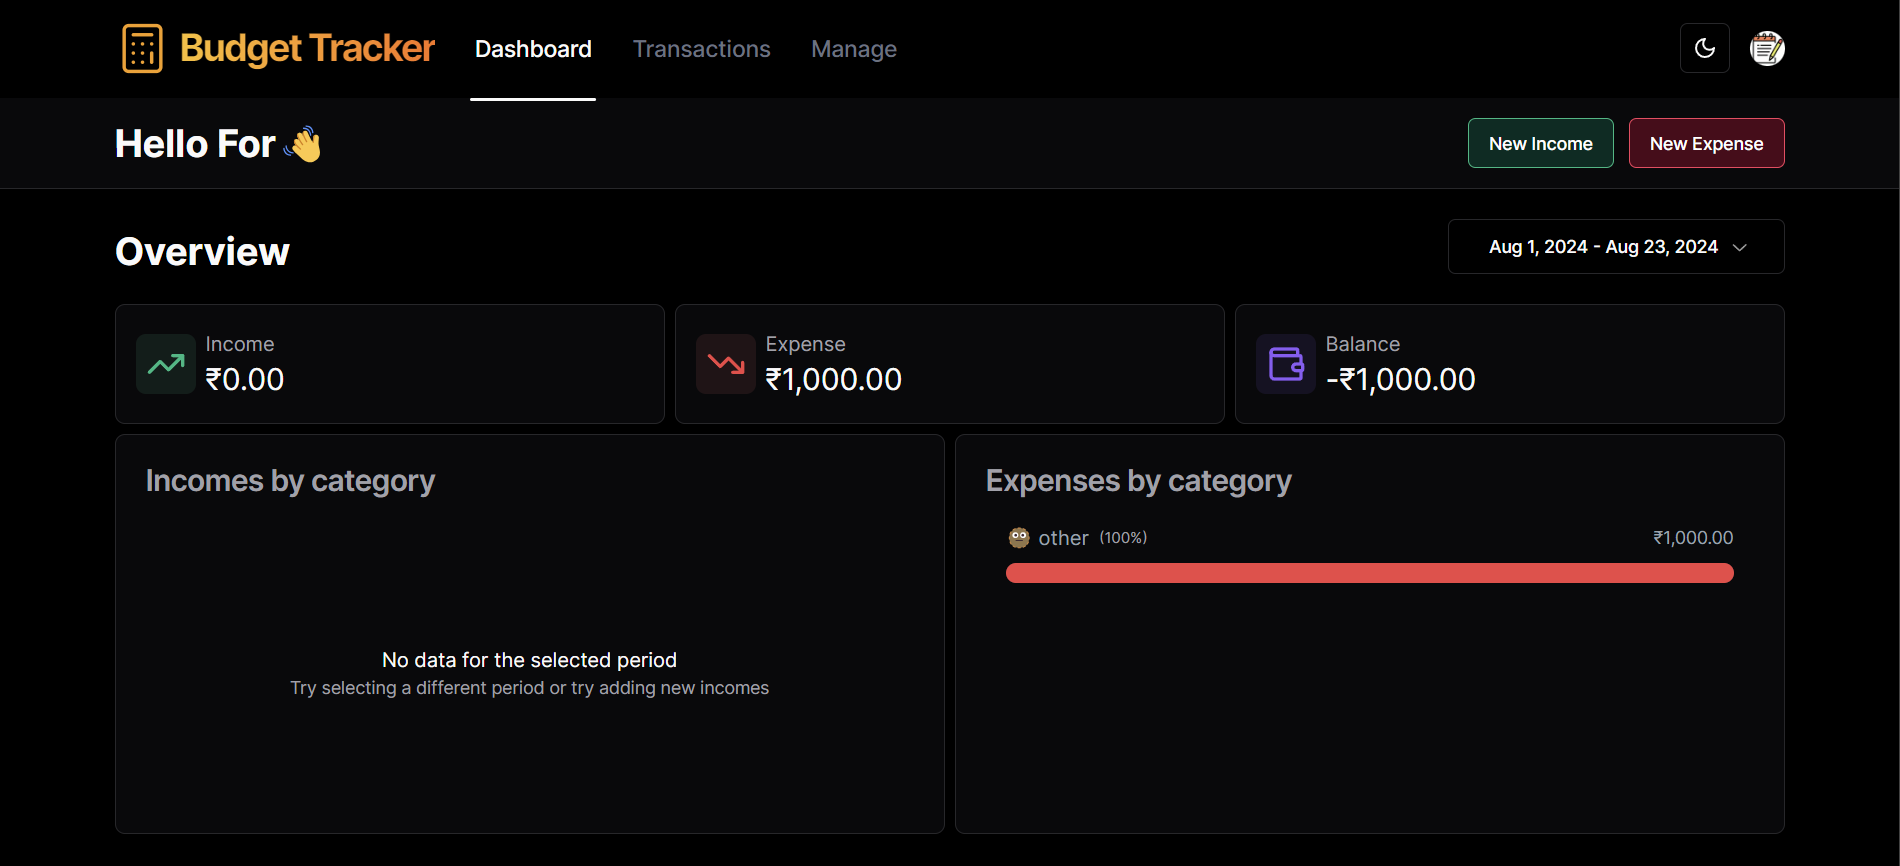 Budget Tracker Dashboard Transactions Manage
Hello For 👋 New Income New Expense
Overview Aug 1, 2024 - Aug 23, 2024
Income Expense Balance
₹0.00 ₹1,000.00 -₹1,000.00
Incomes by category
No data for the selected period
Try selecting a different period or try adding new incomes
Expenses by category
other (100%) ₹1,000.00